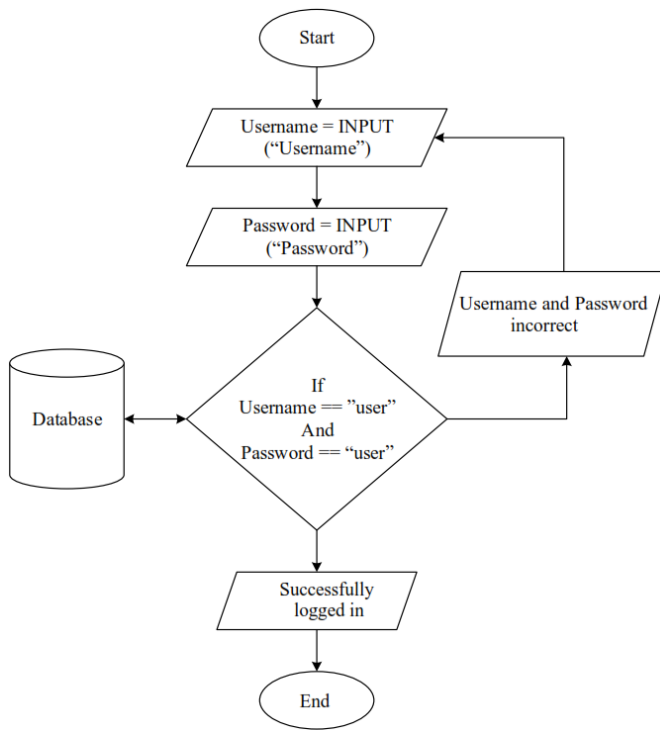 Start
Username = INPUT
(“Username”)
Password = INPUT
(“Password”)
Username and Password
incorrect
If
Username == ”user”
And
Password == “user”
Database
Successfully
logged in
End